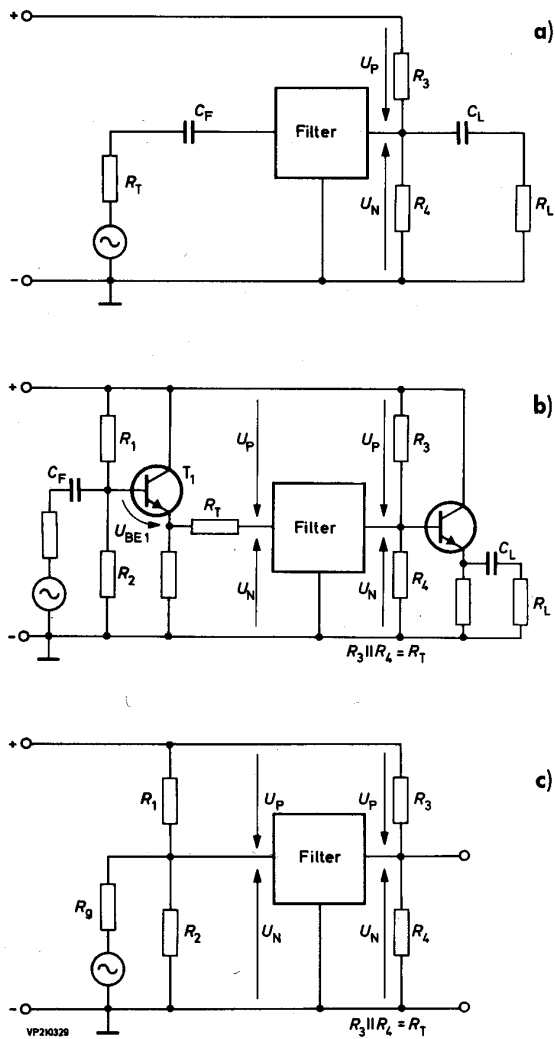 a)
+
U_P
R_3
C_F
Filter
C_L
R_T
U_N
R_4
R_L
−
b)
+
R_1
U_P
U_P
R_3
C_F
T_1
R_T
Filter
U_BE1
R_2
U_N
U_N
R_4
C_L
R_L
−
R_3 II R_4 = R_T
c)
+
R_1
U_P
U_P
R_3
Filter
R_g
R_2
U_N
U_N
R_4
−
VP210329
R_3 II R_4 = R_T